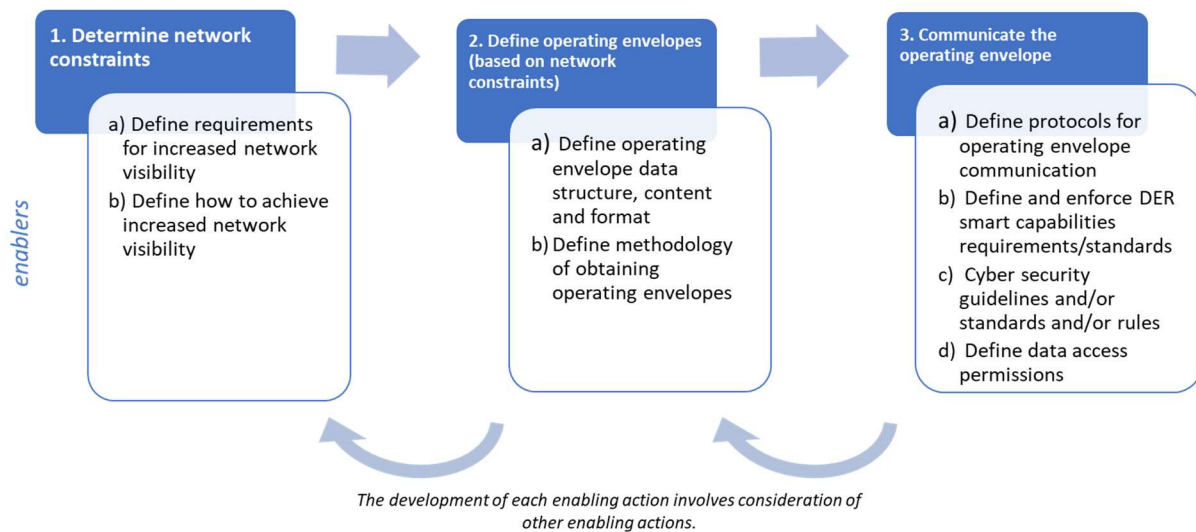 1. Determine network
constraints
a) Define requirements
for increased network
visibility
b) Define how to achieve
increased network
visibility
2. Define operating envelopes
(based on network
constraints)
a) Define operating
envelope data
structure, content
and format
b) Define methodology
of obtaining
operating envelopes
3. Communicate the
operating envelope
a) Define protocols for
operating envelope
communication
b) Define and enforce DER
smart capabilities
requirements/standards
c) Cyber security
guidelines and/or
standards and/or rules
d) Define data access
permissions
enablers
The development of each enabling action involves consideration of
other enabling actions.